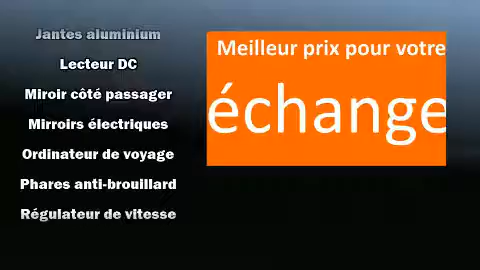 Jantes aluminium
Lecteur DC
Miroir côté passager
Mirroirs électriques
Ordinateur de voyage
Phares anti-brouillard
Régulateur de vitesse
Meilleur prix pour votre
échange